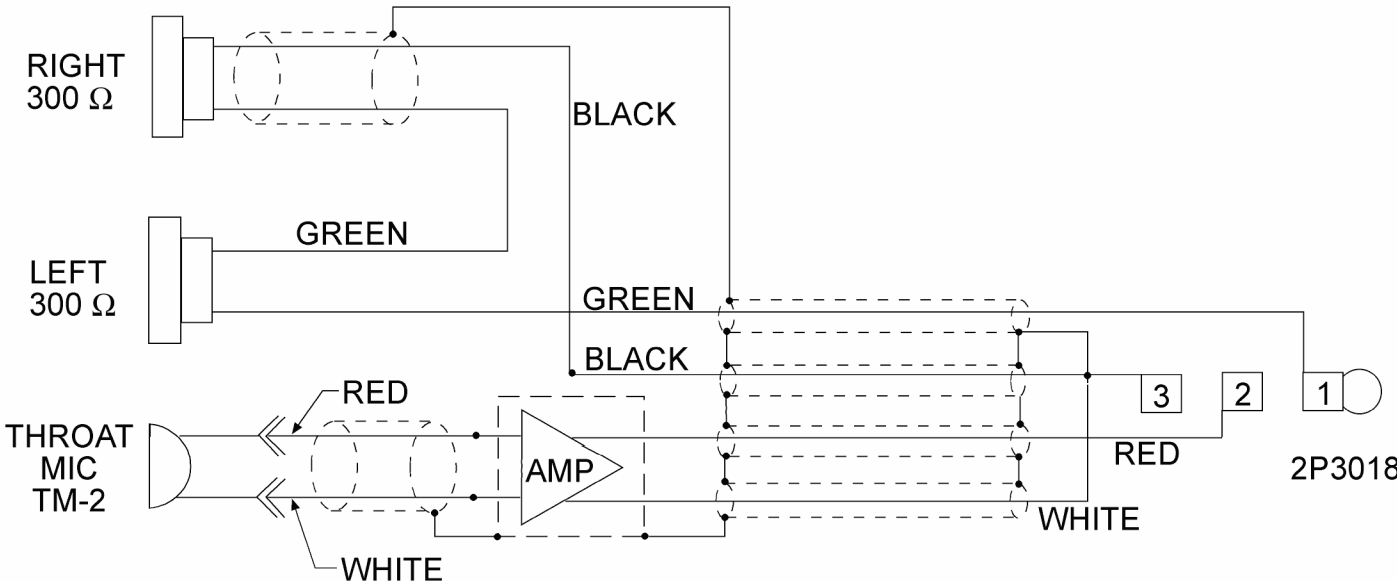 RIGHT
300 Ω
BLACK
LEFT
300 Ω
GREEN
GREEN
BLACK
RED
THROAT
MIC
TM-2
AMP
3
2
1
RED
2P3018
WHITE
WHITE